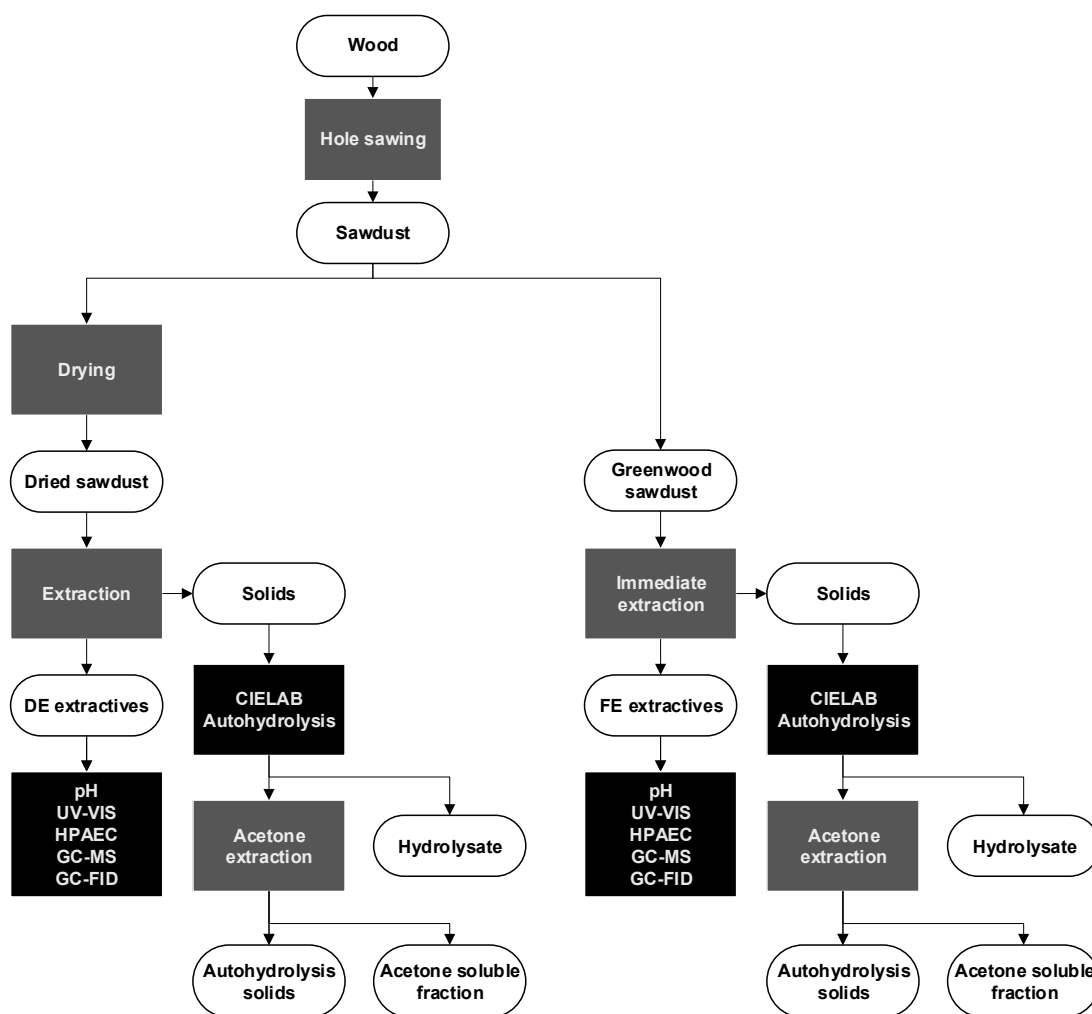 Wood
Hole sawing
Sawdust
Drying
Dried sawdust
Greenwood
sawdust
Extraction
Solids
Immediate
extraction
Solids
DE extractives
CIELAB
Autohydrolysis
FE extractives
CIELAB
Autohydrolysis
pH
UV-VIS
HPAEC
GC-MS
GC-FID
Acetone
extraction
Hydrolysate
pH
UV-VIS
HPAEC
GC-MS
GC-FID
Acetone
extraction
Hydrolysate
Autohydrolysis
solids
Acetone soluble
fraction
Autohydrolysis
solids
Acetone soluble
fraction